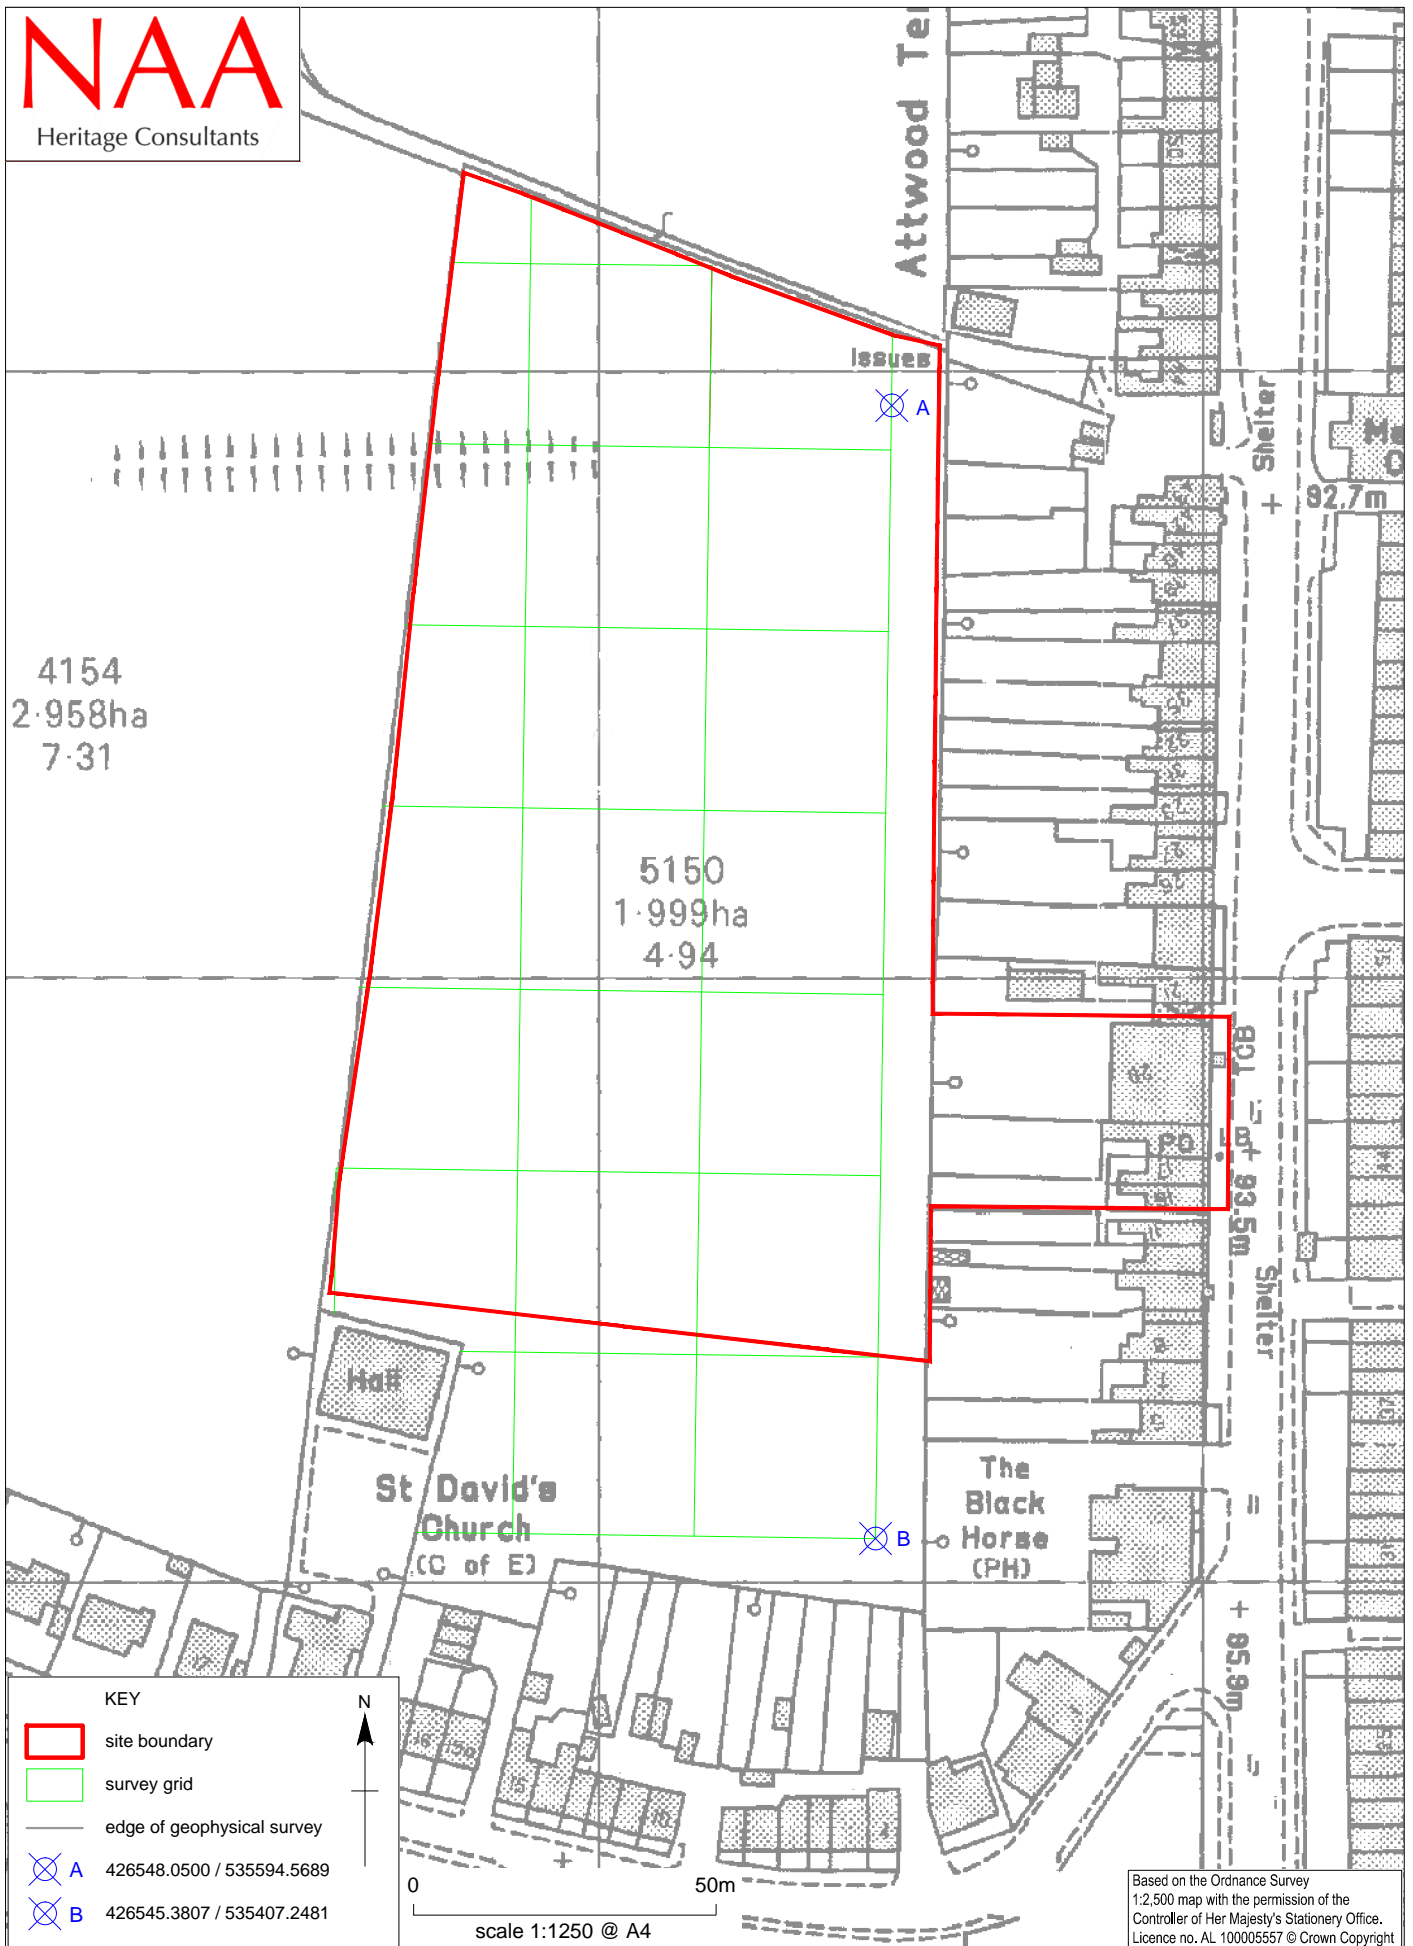 NAA
Heritage Consultants
Attwood Te
Issues
A
Shelter
92.7m
4154
2·958ha
7·31
5150
1·999ha
4·94
TCB
20
PO
93.5m
Shelter
Hall
St David's
Church
(C of E)
The
Black
Horse
(PH)
B
95.9m
KEY
N
site boundary
survey grid
edge of geophysical survey
A 426548.0500 / 535594.5689
B 426545.3807 / 535407.2481
0 50m
scale 1:1250 @ A4
Based on the Ordnance Survey
1:2,500 map with the permission of the
Controller of Her Majesty's Stationery Office.
Licence no. AL 100005557 © Crown Copyright